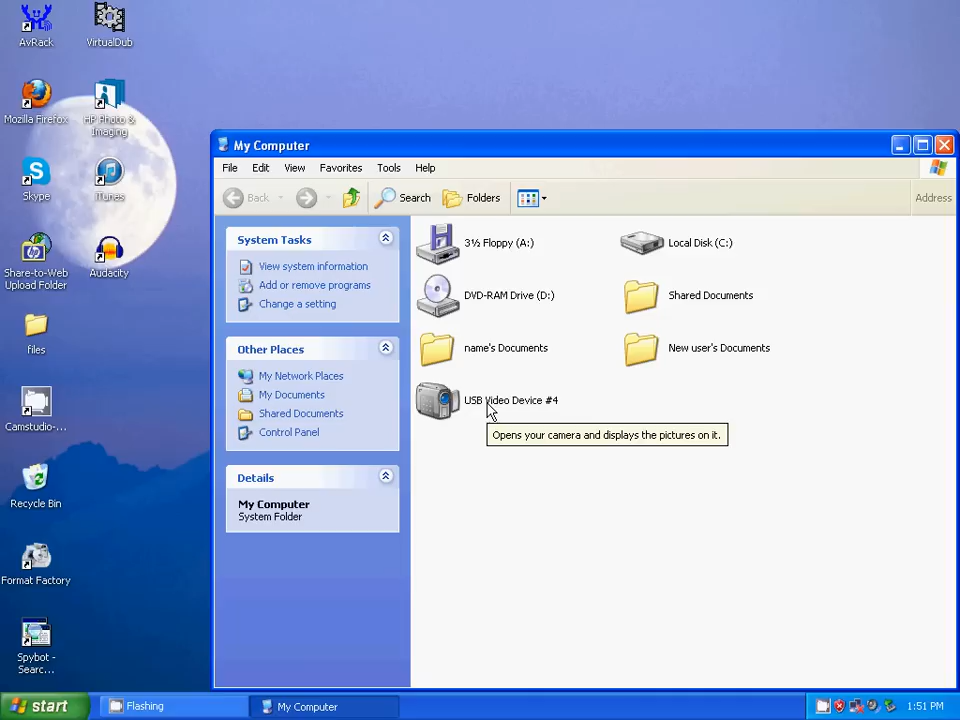 AvRack
VirtualDub
Mozilla Firefox
HP Photo &
Imaging
Skype
iTunes
Share-to-Web
Upload Folder
Audacity
files
Camstudio-...
Recycle Bin
Format Factory
Spybot -
Searc...
My Computer
File Edit View Favorites Tools Help
Back Search Folders Address
System Tasks
View system information
Add or remove programs
Change a setting
Other Places
My Network Places
My Documents
Shared Documents
Control Panel
Details
My Computer
System Folder
3½ Floppy (A:)
Local Disk (C:)
DVD-RAM Drive (D:)
Shared Documents
name's Documents
New user's Documents
USB Video Device #4
Opens your camera and displays the pictures on it.
start
Flashing
My Computer
1:51 PM